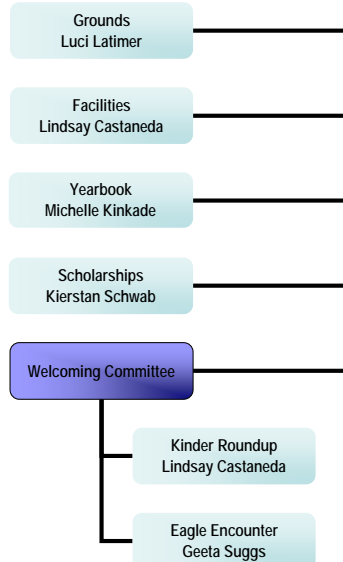 Grounds
Luci Latimer
Facilities
Lindsay Castaneda
Yearbook
Michelle Kinkade
Scholarships
Kierstan Schwab
Welcoming Committee
Kinder Roundup
Lindsay Castaneda
Eagle Encounter
Geeta Suggs